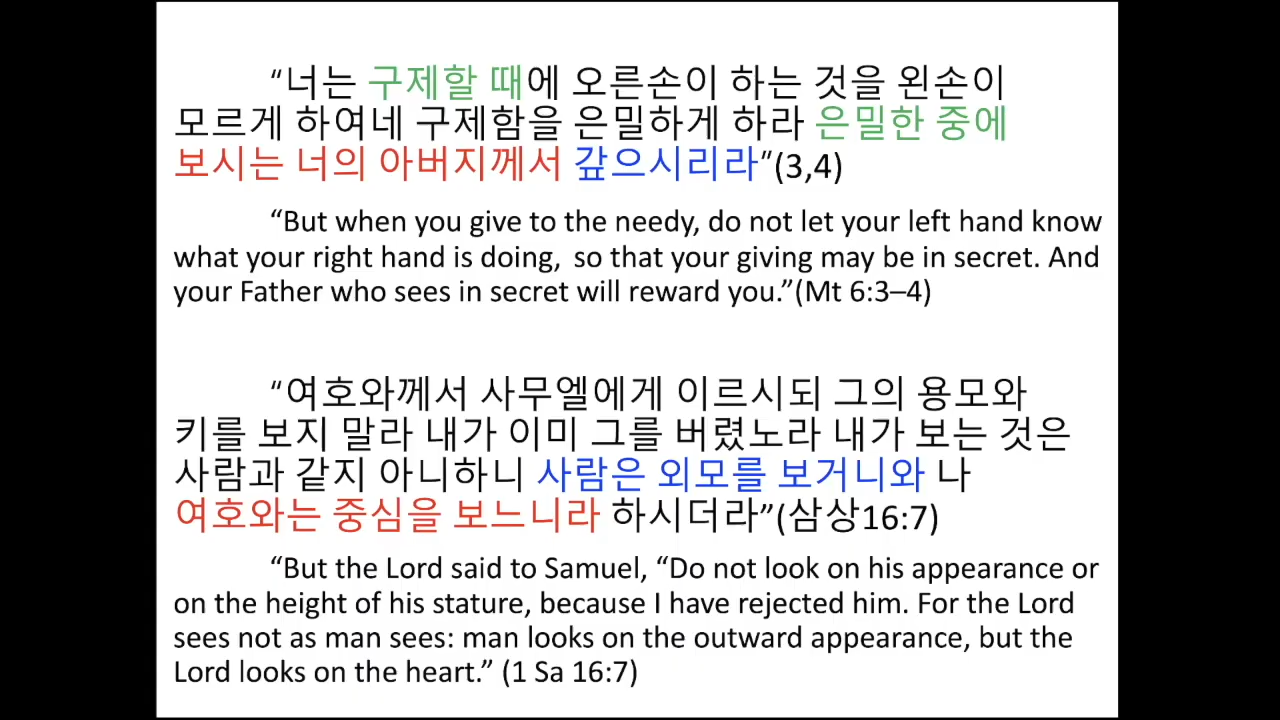 “너는 구제할 때에 오른손이 하는 것을 왼손이
모르게 하여네 구제함을 은밀하게 하라 은밀한 중에
보시는 너의 아버지께서 갚으시리라”(3,4)
“But when you give to the needy, do not let your left hand know
what your right hand is doing, so that your giving may be in secret. And
your Father who sees in secret will reward you.”(Mt 6:3–4)
“여호와께서 사무엘에게 이르시되 그의 용모와
키를 보지 말라 내가 이미 그를 버렸노라 내가 보는 것은
사람과 같지 아니하니 사람은 외모를 보거니와 나
여호와는 중심을 보느니라 하시더라”(삼상16:7)
“But the Lord said to Samuel, “Do not look on his appearance or
on the height of his stature, because I have rejected him. For the Lord
sees not as man sees: man looks on the outward appearance, but the
Lord looks on the heart.” (1 Sa 16:7)